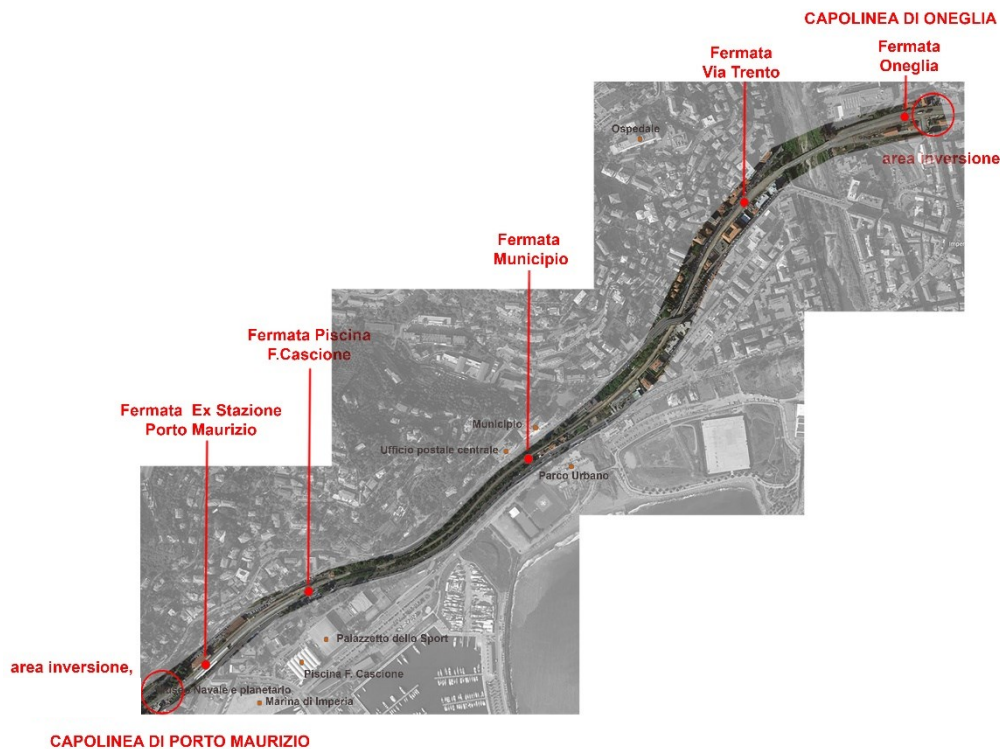 CAPOLINEA DI ONEGLIA
Fermata
Oneglia
Fermata
Via Trento
Ospedale
area inversione
Fermata
Municipio
Fermata Piscina
F.Cascione
Fermata Ex Stazione
Porto Maurizio
Municipio
Ufficio postale centrale
Parco Urbano
Palazzetto dello Sport
Piscina F. Cascione
area inversione,
Navale e planetario
Marina di Imperia
CAPOLINEA DI PORTO MAURIZIO